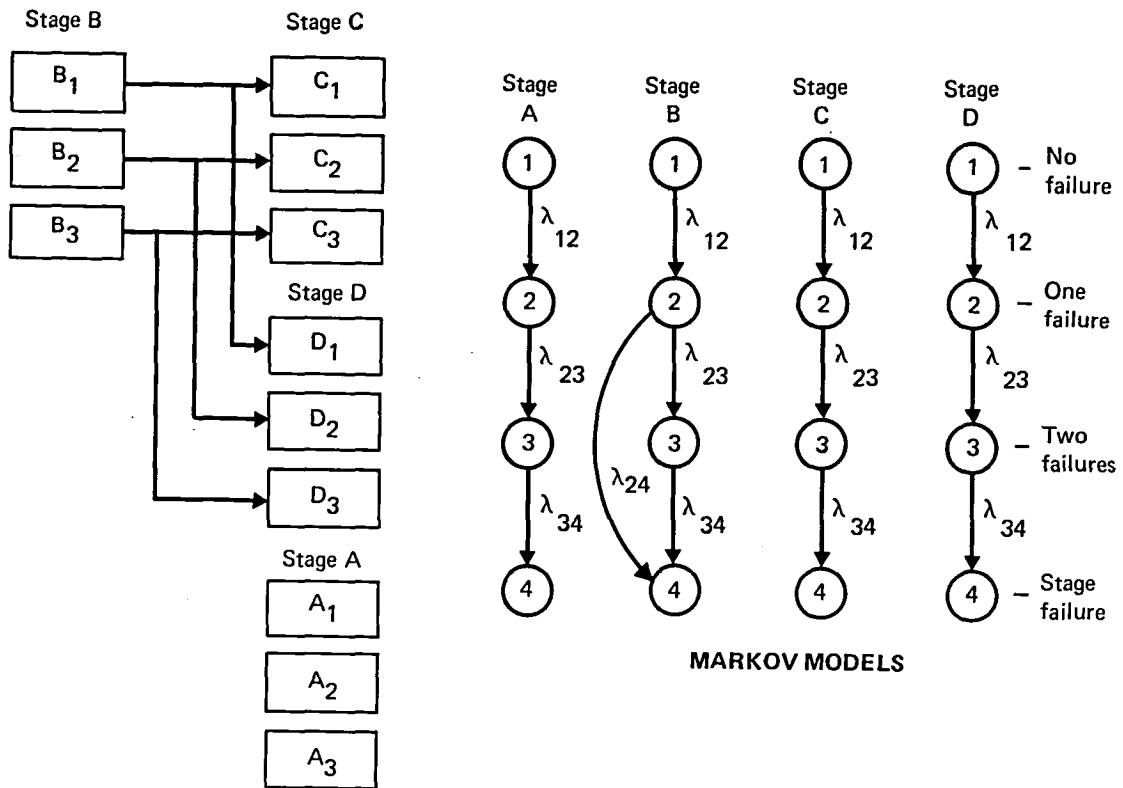 Stage B
B1
B2
B3
Stage C
C1
C2
C3
Stage D
D1
D2
D3
Stage A
A1
A2
A3
Stage
A
1
λ12
2
λ23
3
λ34
4
Stage
B
1
λ12
2
λ23
λ24
3
λ34
4
Stage
C
1
λ12
2
λ23
3
λ34
4
Stage
D
1
λ12
2
λ23
3
λ34
4
– No
failure
– One
failure
– Two
failures
– Stage
failure
MARKOV MODELS